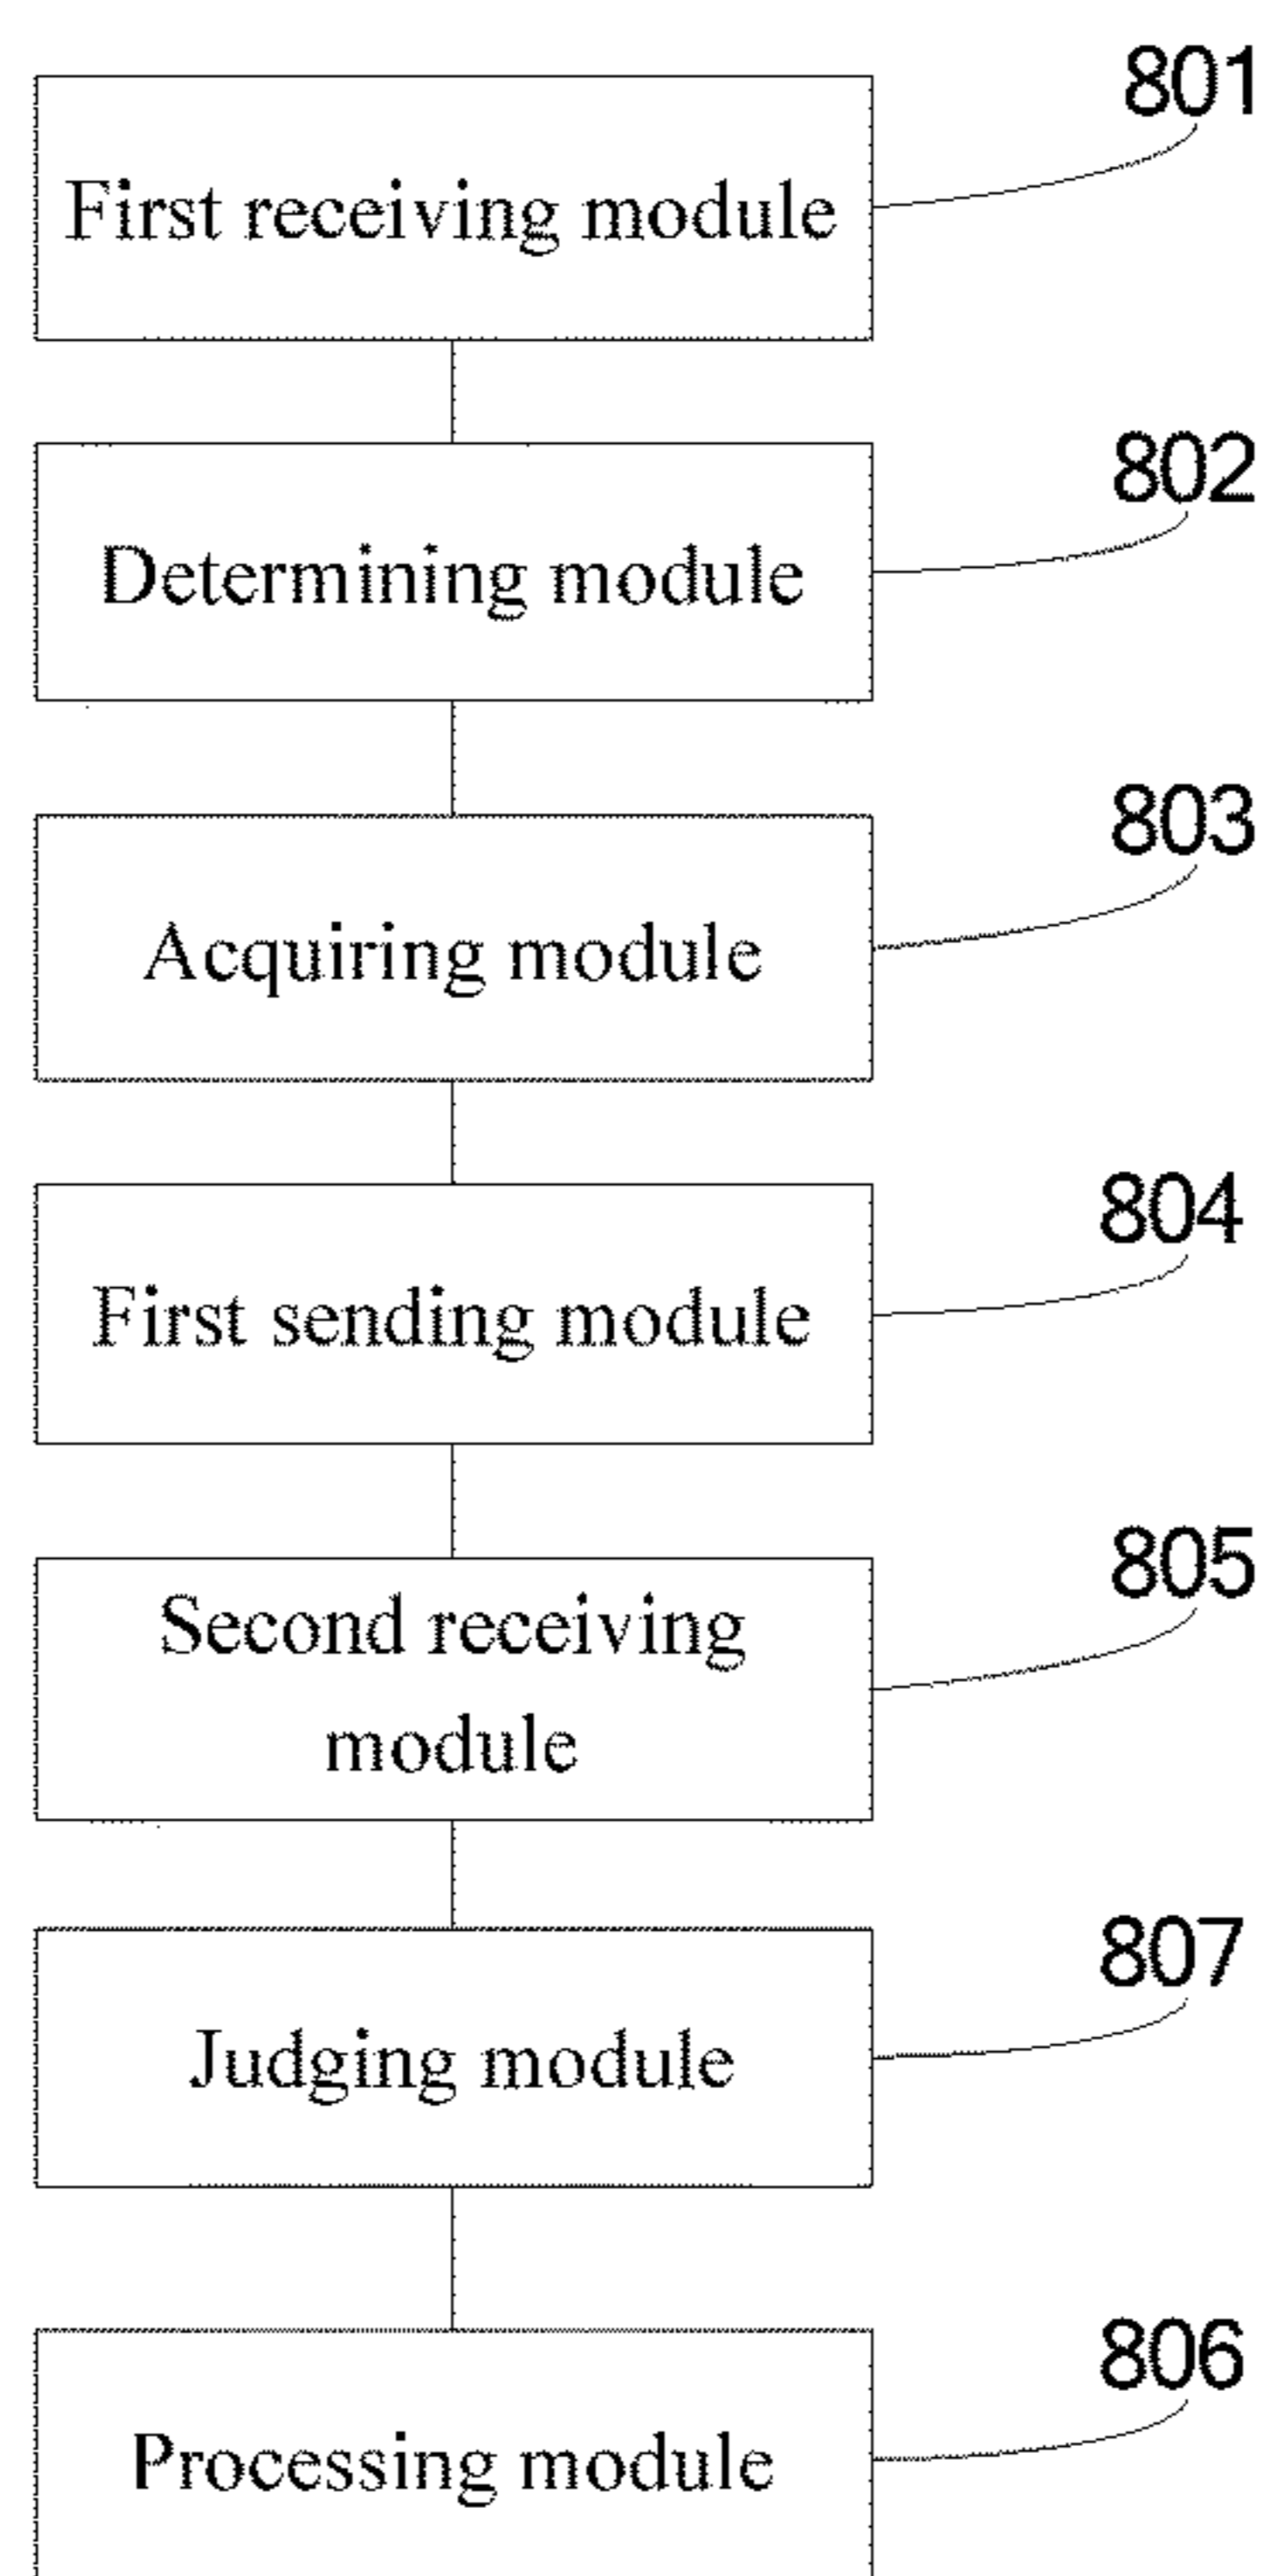 801
First receiving module
802
Determining module
803
Acquiring module
804
First sending module
805
Second receiving
module
807
Judging module
806
Processing module